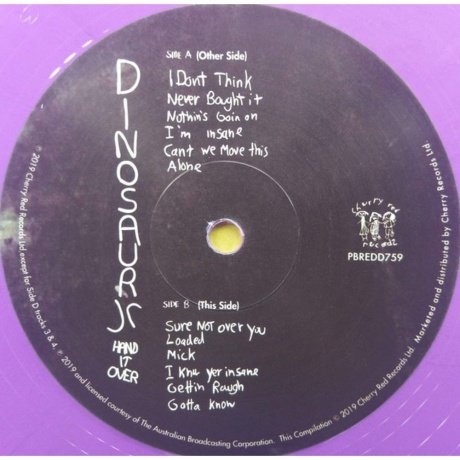 DINOSAUR Jr
HAND
IT
OVER
SIDE A (Other Side)
I Dont Think
Never Bought it
Nothin's Goin on
I'm insane
Cant we Move this
Alone
SIDE B (This Side)
Sure Not over you
Loaded
Mick
I Knw yer insane
Gettin Rough
Gotta know
cherry red
records
PBREDD759
℗ 2019 Cherry Red Records Ltd except for Side D tracks 3 & 4, ℗ 2019 and licensed courtesy of The Australian Broadcasting Corporation. This Compilation © 2019 Cherry Red Records Ltd. Marketed and distributed by Cherry Records Ltd.